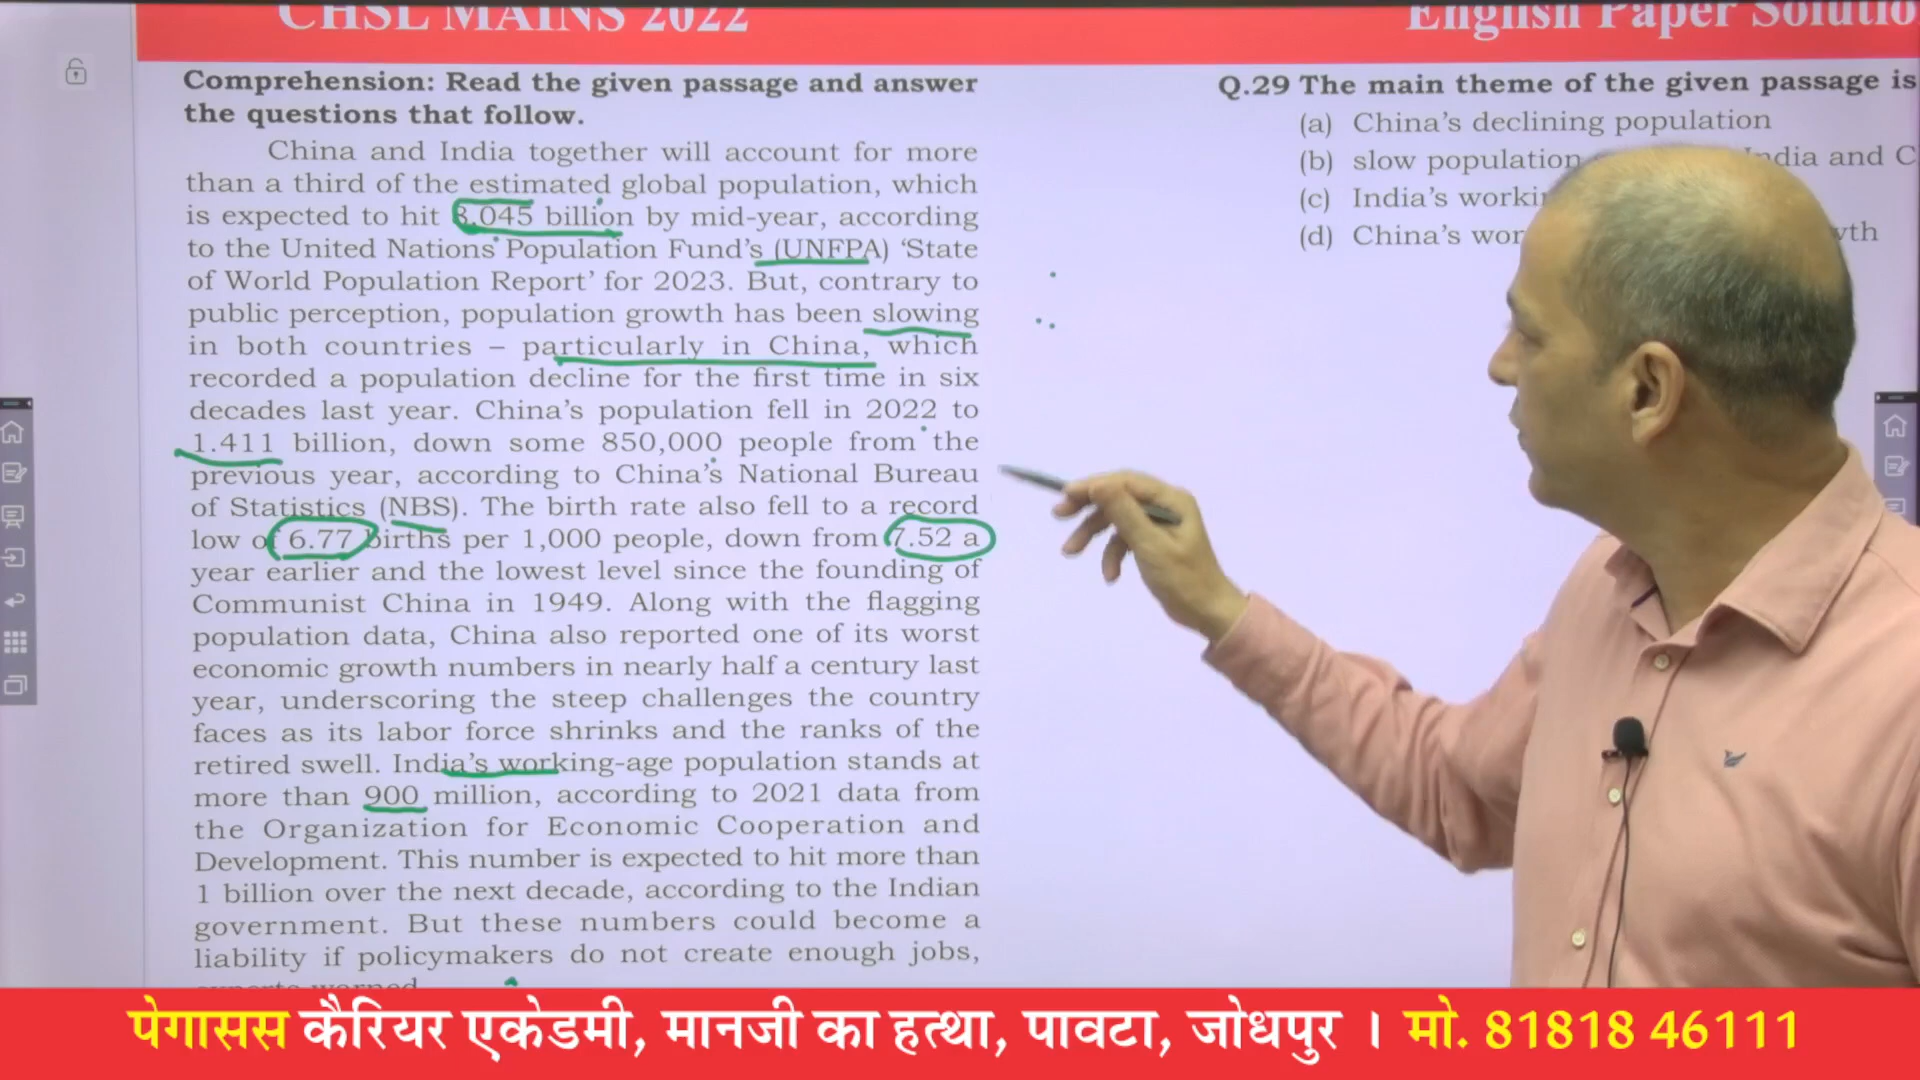 CHSL MAINS 2022
English Paper Solutio
Comprehension: Read the given passage and answer
the questions that follow.
China and India together will account for more
than a third of the estimated global population, which
is expected to hit 8.045 billion by mid-year, according
to the United Nations Population Fund's (UNFPA) 'State
of World Population Report' for 2023. But, contrary to
public perception, population growth has been slowing
in both countries – particularly in China, which
recorded a population decline for the first time in six
decades last year. China's population fell in 2022 to
1.411 billion, down some 850,000 people from the
previous year, according to China's National Bureau
of Statistics (NBS). The birth rate also fell to a record
low of 6.77 births per 1,000 people, down from 7.52 a
year earlier and the lowest level since the founding of
Communist China in 1949. Along with the flagging
population data, China also reported one of its worst
economic growth numbers in nearly half a century last
year, underscoring the steep challenges the country
faces as its labor force shrinks and the ranks of the
retired swell. India's working-age population stands at
more than 900 million, according to 2021 data from
the Organization for Economic Cooperation and
Development. This number is expected to hit more than
1 billion over the next decade, according to the Indian
government. But these numbers could become a
liability if policymakers do not create enough jobs,
experts warned.
Q.29 The main theme of the given passage is
(a) China's declining population
(b) slow population India and C
(c) India's
(d) China's
पेगासस कैरियर एकेडमी, मानजी का हत्था, पावटा, जोधपुर । मो. 81818 46111